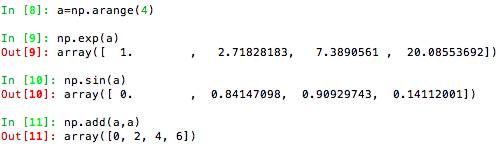 In [8]: a=np.arange(4)
In [9]: np.exp(a)
Out[9]: array([  1.        ,   2.71828183,   7.3890561 ,  20.08553692])
In [10]: np.sin(a)
Out[10]: array([ 0.        ,  0.84147098,  0.90929743,  0.14112001])
In [11]: np.add(a,a)
Out[11]: array([0, 2, 4, 6])